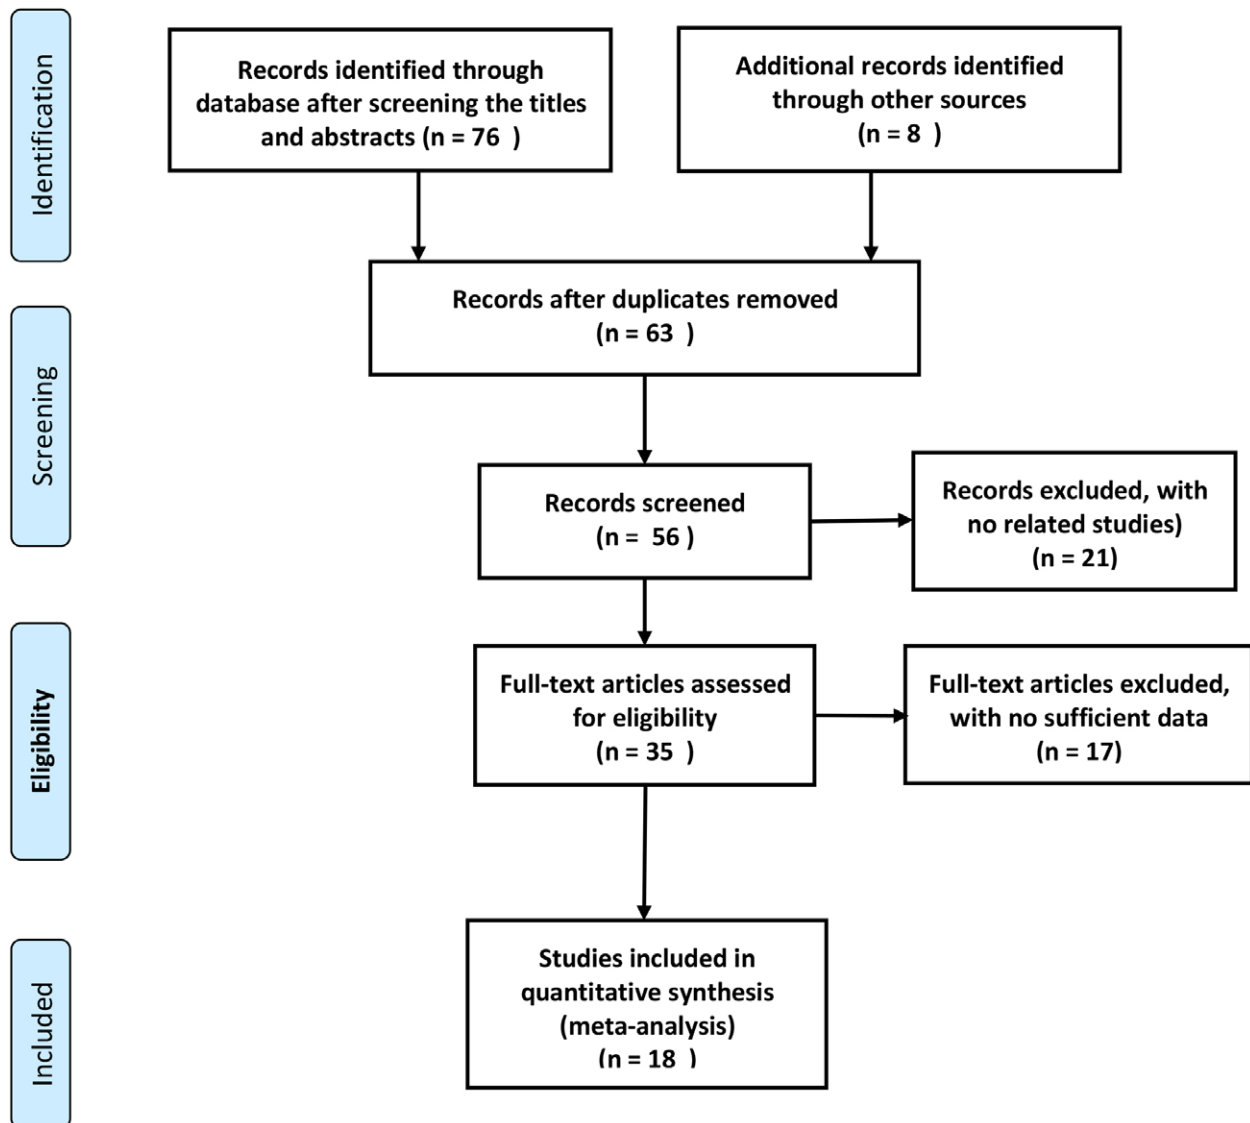 Identification
Records identified through
database after screening the titles
and abstracts (n = 76  )
Additional records identified
through other sources
(n = 8  )
Records after duplicates removed
(n = 63  )
Screening
Records screened
(n =  56 )
Records excluded, with
no related studies)
(n = 21)
Eligibility
Full-text articles assessed
for eligibility
(n = 35  )
Full-text articles excluded,
with no sufficient data
(n = 17)
Included
Studies included in
quantitative synthesis
(meta-analysis)
(n = 18  )